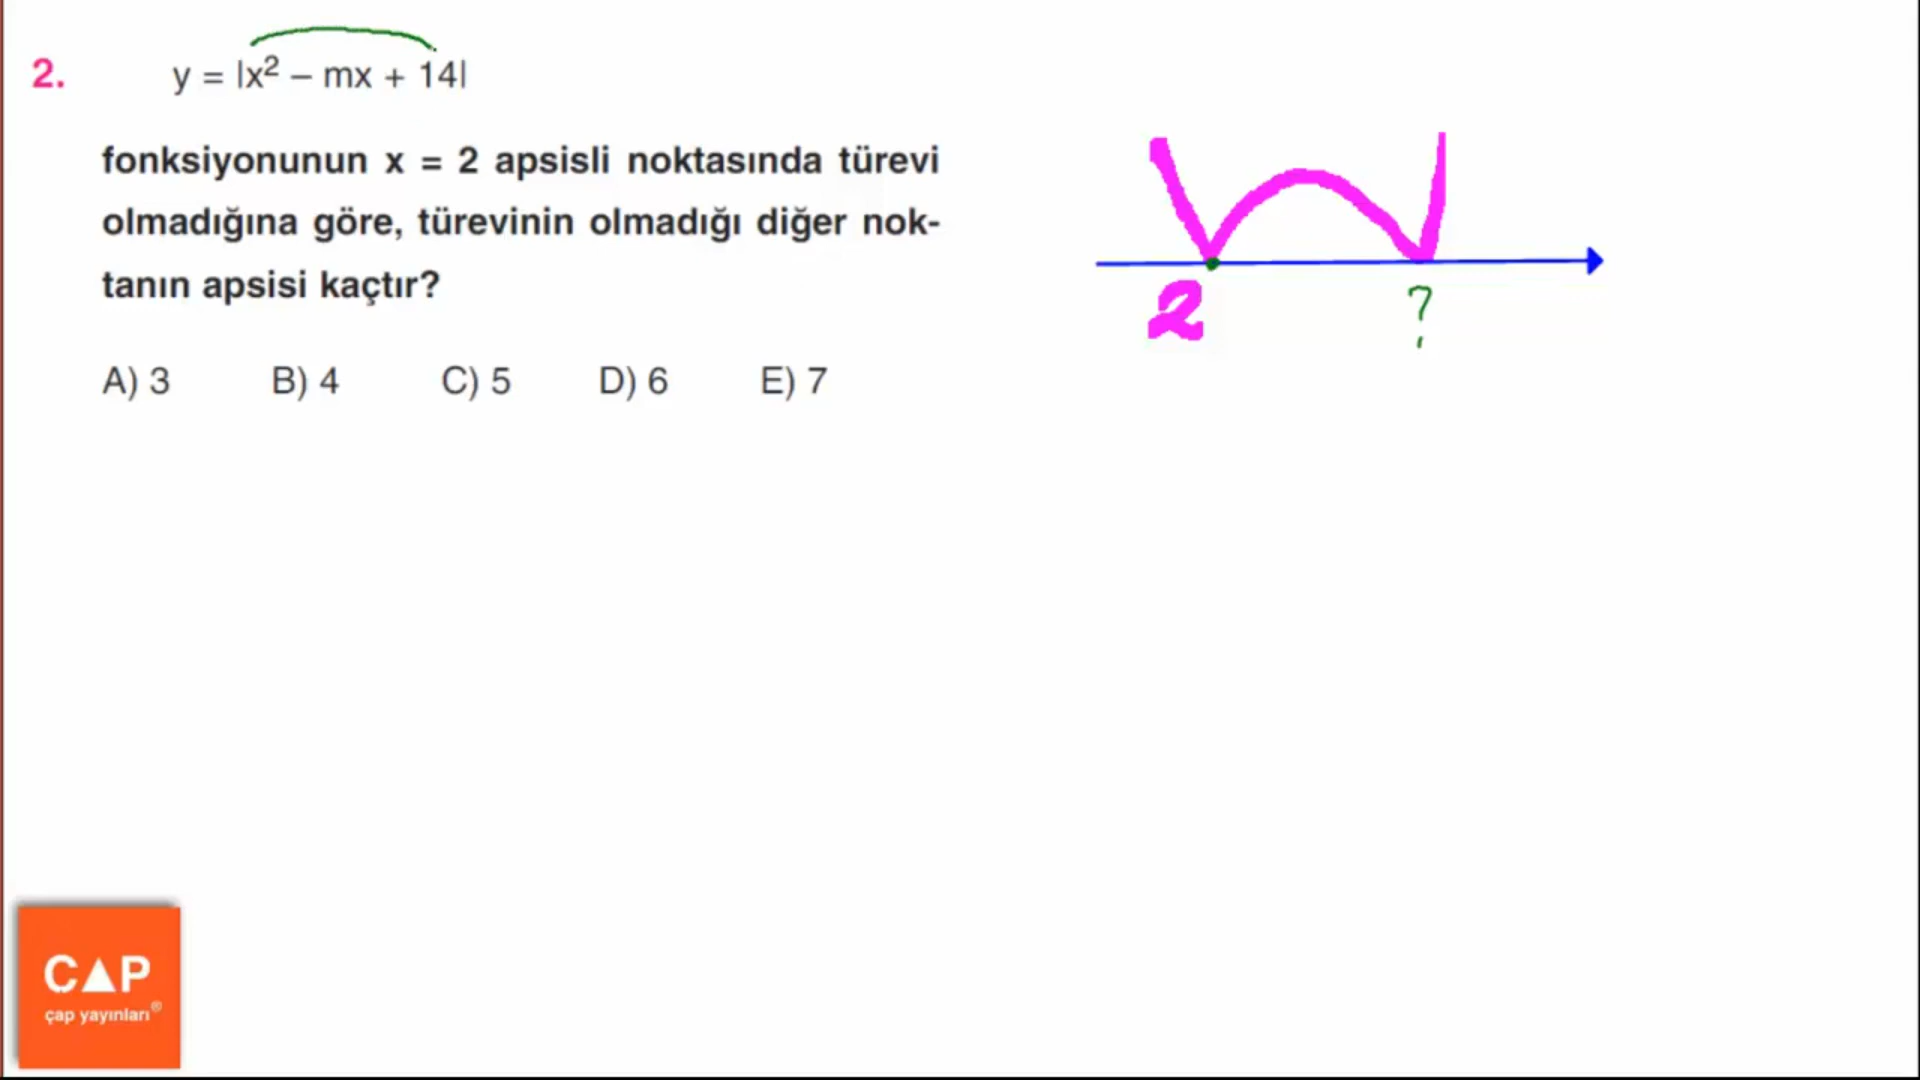 2. y = |x² – mx + 14|
fonksiyonunun x = 2 apsisli noktasında türevi
olmadığına göre, türevinin olmadığı diğer nok-
tanın apsisi kaçtır?
A) 3 B) 4 C) 5 D) 6 E) 7
2 ?
ÇAP
çap yayınları®